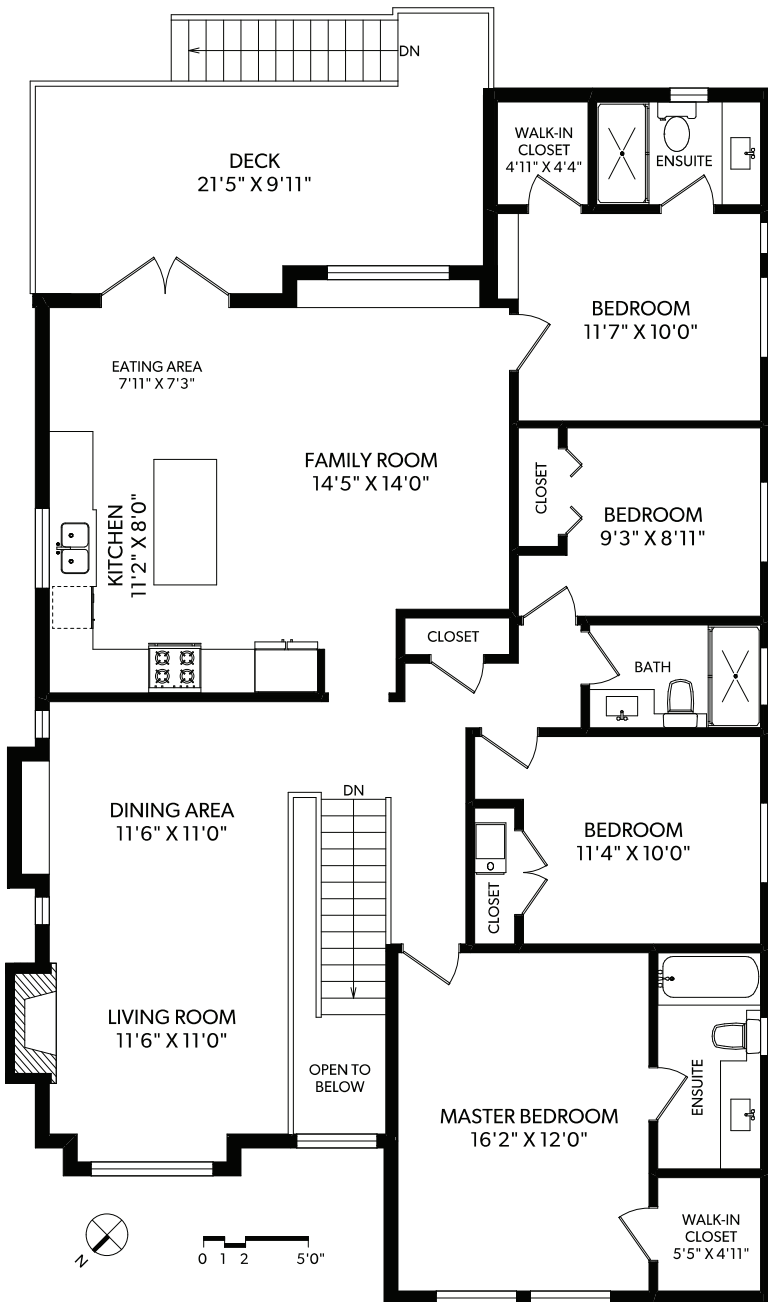 DN
DECK
21'5" X 9'11"
WALK-IN
CLOSET
4'11" X 4'4"
ENSUITE
BEDROOM
11'7" X 10'0"
EATING AREA
7'11" X 7'3"
FAMILY ROOM
14'5" X 14'0"
KITCHEN
11'2" X 8'0"
CLOSET
BEDROOM
9'3" X 8'11"
CLOSET
BATH
DN
DINING AREA
11'6" X 11'0"
BEDROOM
11'4" X 10'0"
CLOSET
LIVING ROOM
11'6" X 11'0"
OPEN TO
BELOW
ENSUITE
MASTER BEDROOM
16'2" X 12'0"
WALK-IN
CLOSET
5'5" X 4'11"
N
0 1 2 5'0"